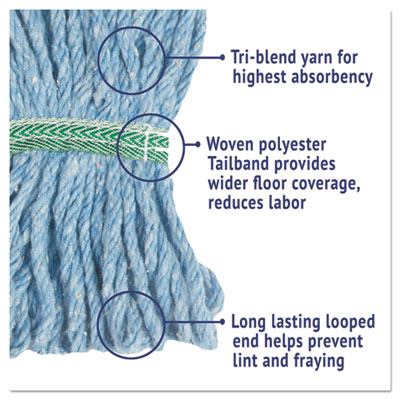 Tri-blend yarn for
highest absorbency
Woven polyester
Tailband provides
wider floor coverage,
reduces labor
Long lasting looped
end helps prevent
lint and fraying